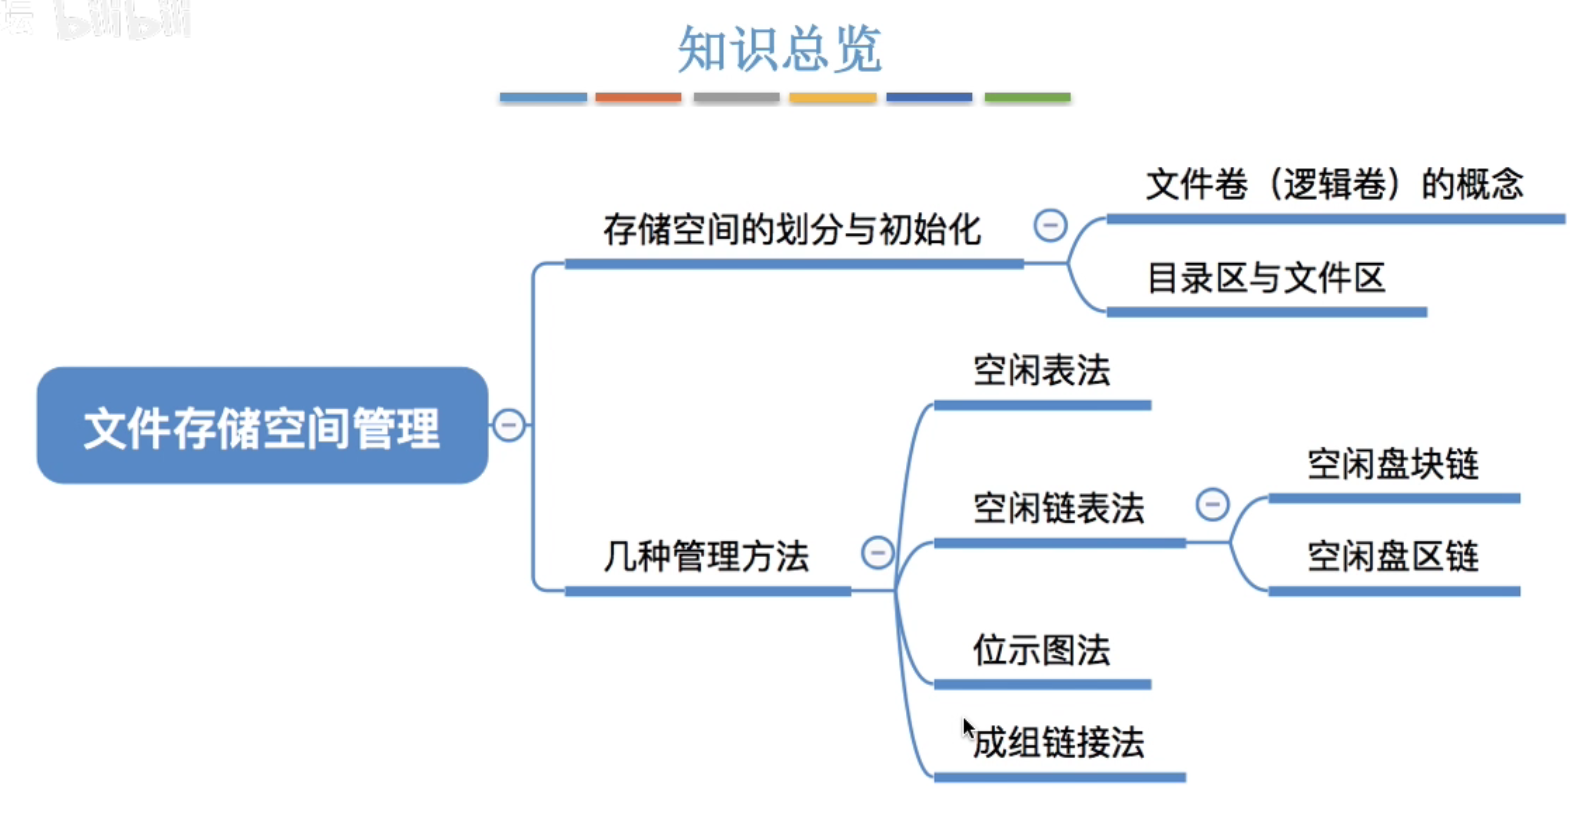 坛 bilibili
知识总览
文件卷（逻辑卷）的概念
存储空间的划分与初始化
目录区与文件区
空闲表法
文件存储空间管理
空闲盘块链
空闲链表法
几种管理方法
空闲盘区链
位示图法
成组链接法